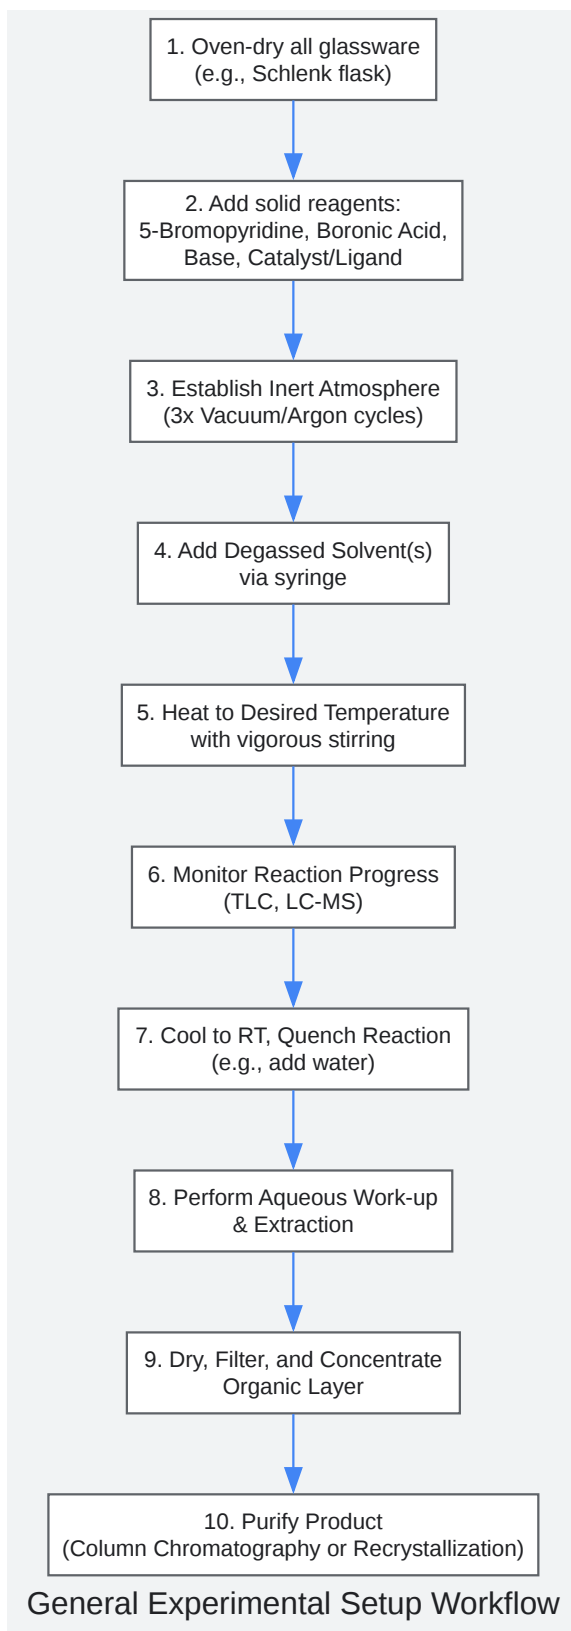 1. Oven-dry all glassware
(e.g., Schlenk flask)
2. Add solid reagents:
5-Bromopyridine, Boronic Acid,
Base, Catalyst/Ligand
3. Establish Inert Atmosphere
(3x Vacuum/Argon cycles)
4. Add Degassed Solvent(s)
via syringe
5. Heat to Desired Temperature
with vigorous stirring
6. Monitor Reaction Progress
(TLC, LC-MS)
7. Cool to RT, Quench Reaction
(e.g., add water)
8. Perform Aqueous Work-up
& Extraction
9. Dry, Filter, and Concentrate
Organic Layer
10. Purify Product
(Column Chromatography or Recrystallization)
General Experimental Setup Workflow